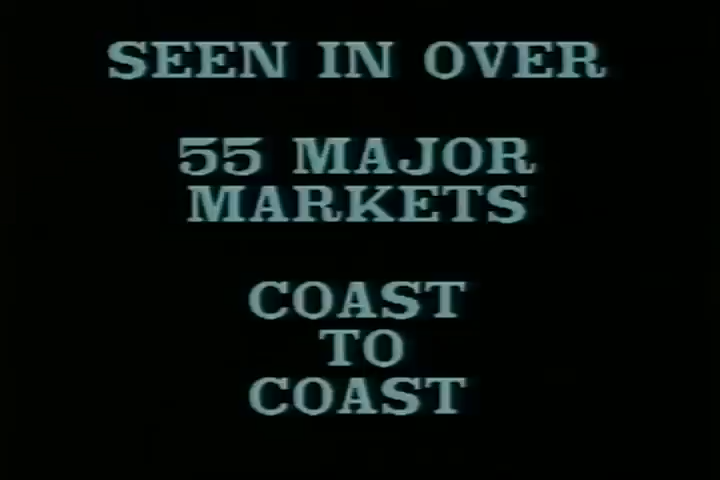 SEEN IN OVER
55 MAJOR
MARKETS
COAST
TO
COAST